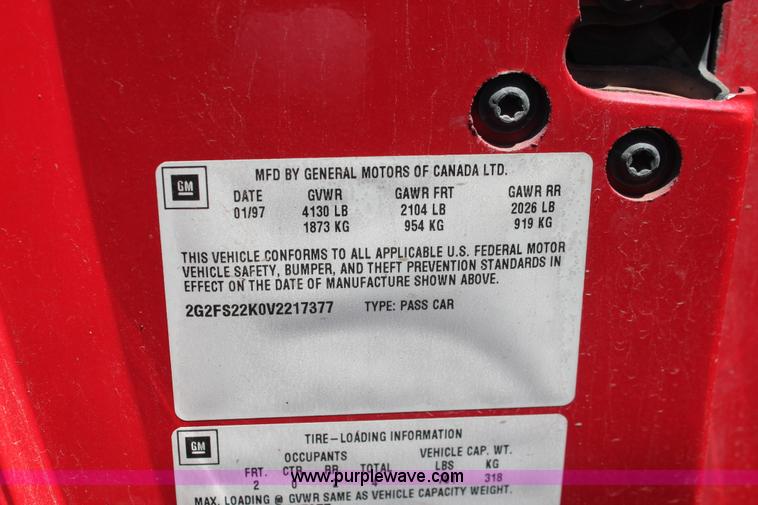 GM
MFD BY GENERAL MOTORS OF CANADA LTD.
DATE GVWR GAWR FRT GAWR RR
01/97 4130 LB 2104 LB 2026 LB
1873 KG 954 KG 919 KG
THIS VEHICLE CONFORMS TO ALL APPLICABLE U.S. FEDERAL MOTOR
VEHICLE SAFETY, BUMPER, AND THEFT PREVENTION STANDARDS IN
EFFECT ON THE DATE OF MANUFACTURE SHOWN ABOVE.
2G2FS22K0V2217377 TYPE: PASS CAR
GM
TIRE-LOADING INFORMATION
OCCUPANTS VEHICLE CAP. WT.
FRT. CTR RR TOTAL LBS KG
2 318
www.purplewave.com
MAX. LOADING @ GVWR SAME AS VEHICLE CAPACITY WEIGHT.